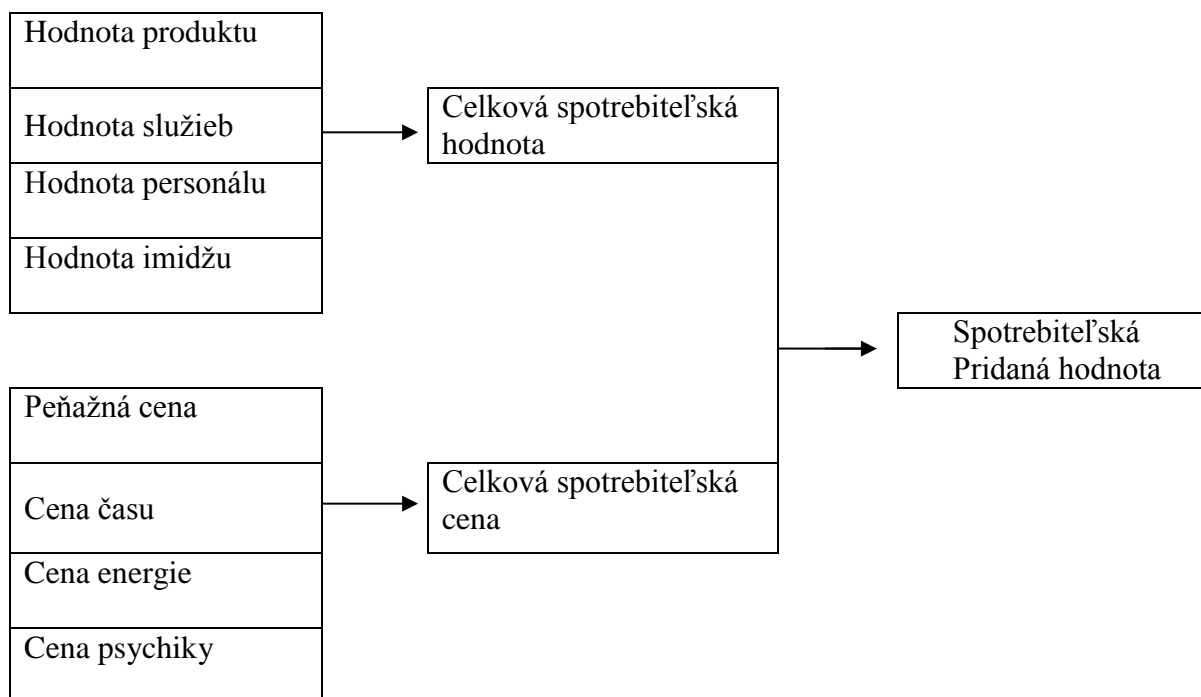 Hodnota produktu
Hodnota služieb
Hodnota personálu
Hodnota imidžu
Celková spotrebiteľská
hodnota
Peňažná cena
Cena času
Cena energie
Cena psychiky
Celková spotrebiteľská
cena
Spotrebiteľská
Pridaná hodnota